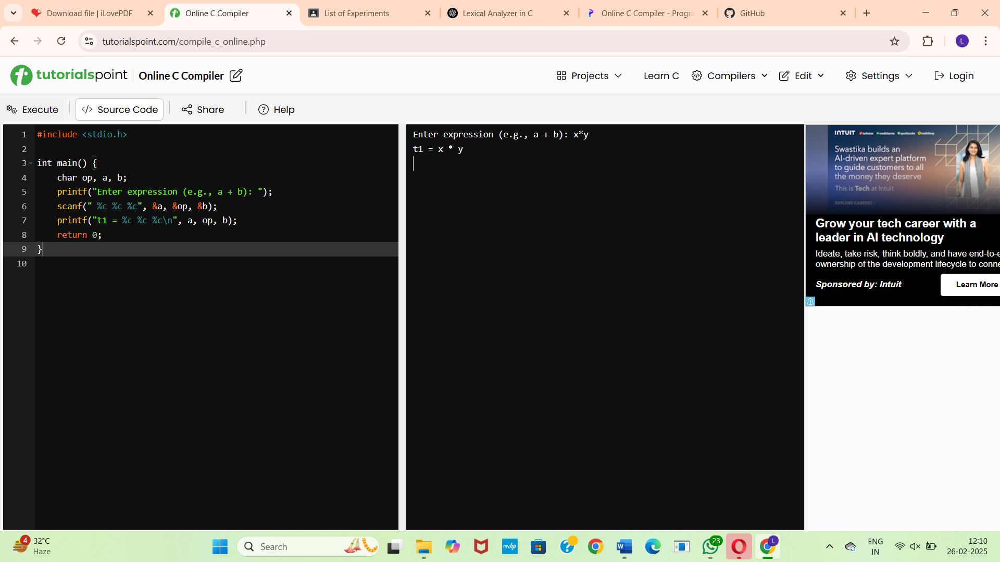 Download file | iLovePDF
Online C Compiler
List of Experiments
Lexical Analyzer in C
Online C Compiler - Progra
GitHub
tutorialspoint.com/compile_c_online.php
L
tutorialspoint
Online C Compiler
Projects
Learn C
Compilers
Edit
Settings
Login
Execute
</> Source Code
Share
Help
1 #include <stdio.h>
2
3 int main() {
4 char op, a, b;
5 printf("Enter expression (e.g., a + b): ");
6 scanf(" %c %c %c", &a, &op, &b);
7 printf("t1 = %c %c %c\n", a, op, b);
8 return 0;
9 }
10
Enter expression (e.g., a + b): x*y
t1 = x * y
INTUIT turbotax creditkarma quickbooks mailchimp
Swastika builds an
AI-driven expert platform
to guide customers to all
the money they deserve
This is Tech at Intuit
EXPLORE CAREERS
Grow your tech career with a
leader in AI technology
Ideate, take risk, think boldly, and have end-to-e
ownership of the development lifecycle to conne
Sponsored by: Intuit
Learn More
4
32°C
Haze
Search
myhp
W
23
L
ENG
IN
12:10
26-02-2025